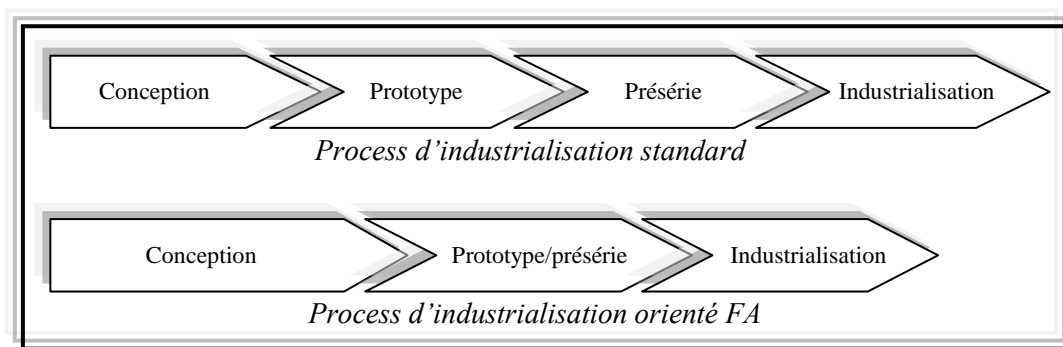 Conception Prototype Présérie Industrialisation
Process d’industrialisation standard
Conception Prototype/présérie Industrialisation
Process d’industrialisation orienté FA